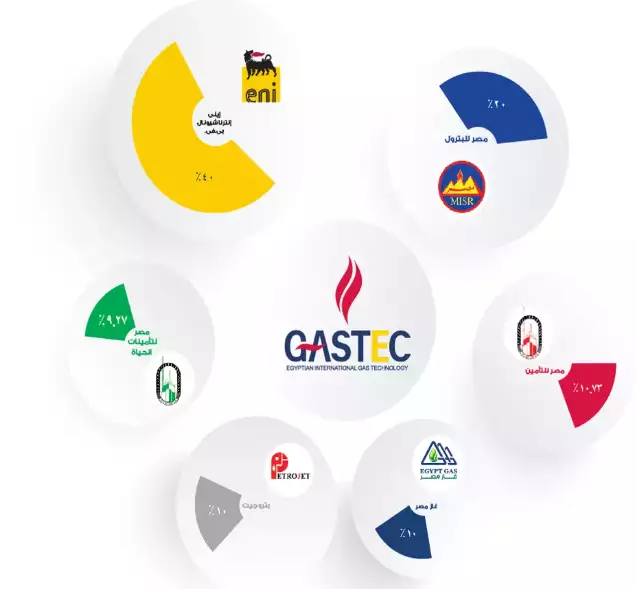 eni
إيني
إنترناشيونال
بي.في.
٪٤٠
٪٢٠
مصر للبترول
MISR
٪٩,٢٧
مصر
لتأمينات
الحياة
GASTEC
EGYPTIAN INTERNATIONAL GAS TECHNOLOGY
مصر للتأمين
٪١٠,٧٣
PETROJET
بتروجيت
٪١٠
EGYPT GAS
غاز مصر
غاز مصر
٪١٠